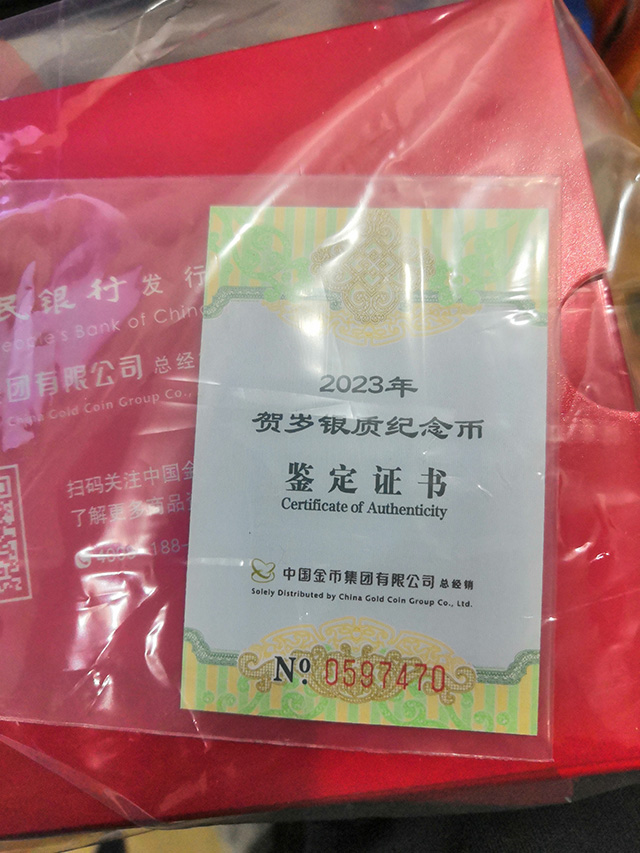 民银行 发行
People's Bank of China
团有限公司 总经
China Gold Coin Group Co.,
扫码关注中国金
了解更多商品
2023年
贺岁银质纪念币
鉴定证书
Certificate of Authenticity
中国金币集团有限公司 总经销
Solely Distributed by China Gold Coin Group Co., Ltd.
Nº. 0597470